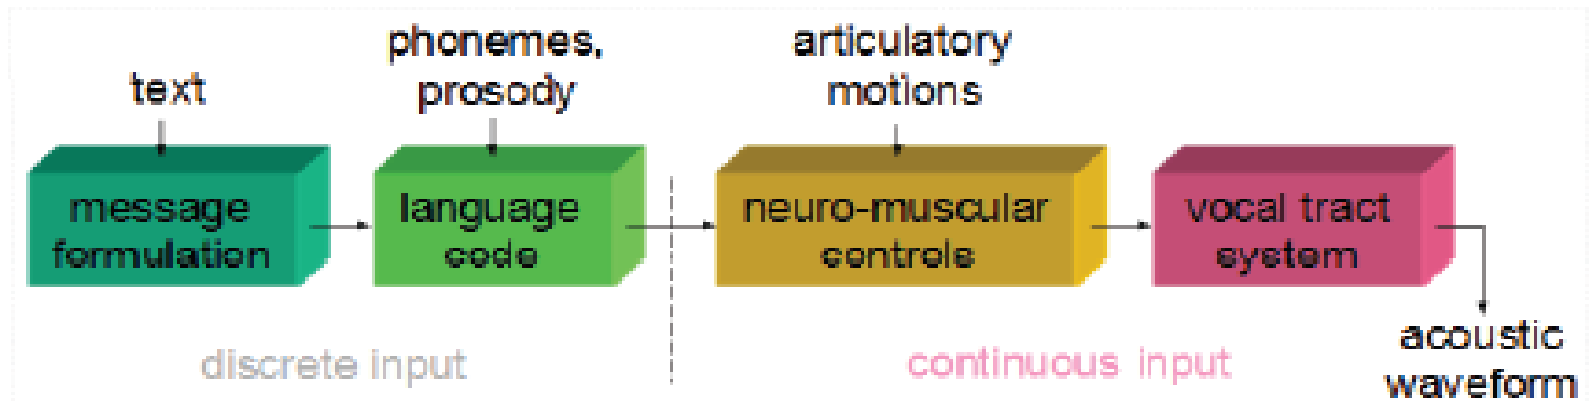 text
phonemes,
prosody
articulatory
motions
message
formulation
language
code
neuro-muscular
controls
vocal tract
system
discrete input
continuous input
acoustic
waveform